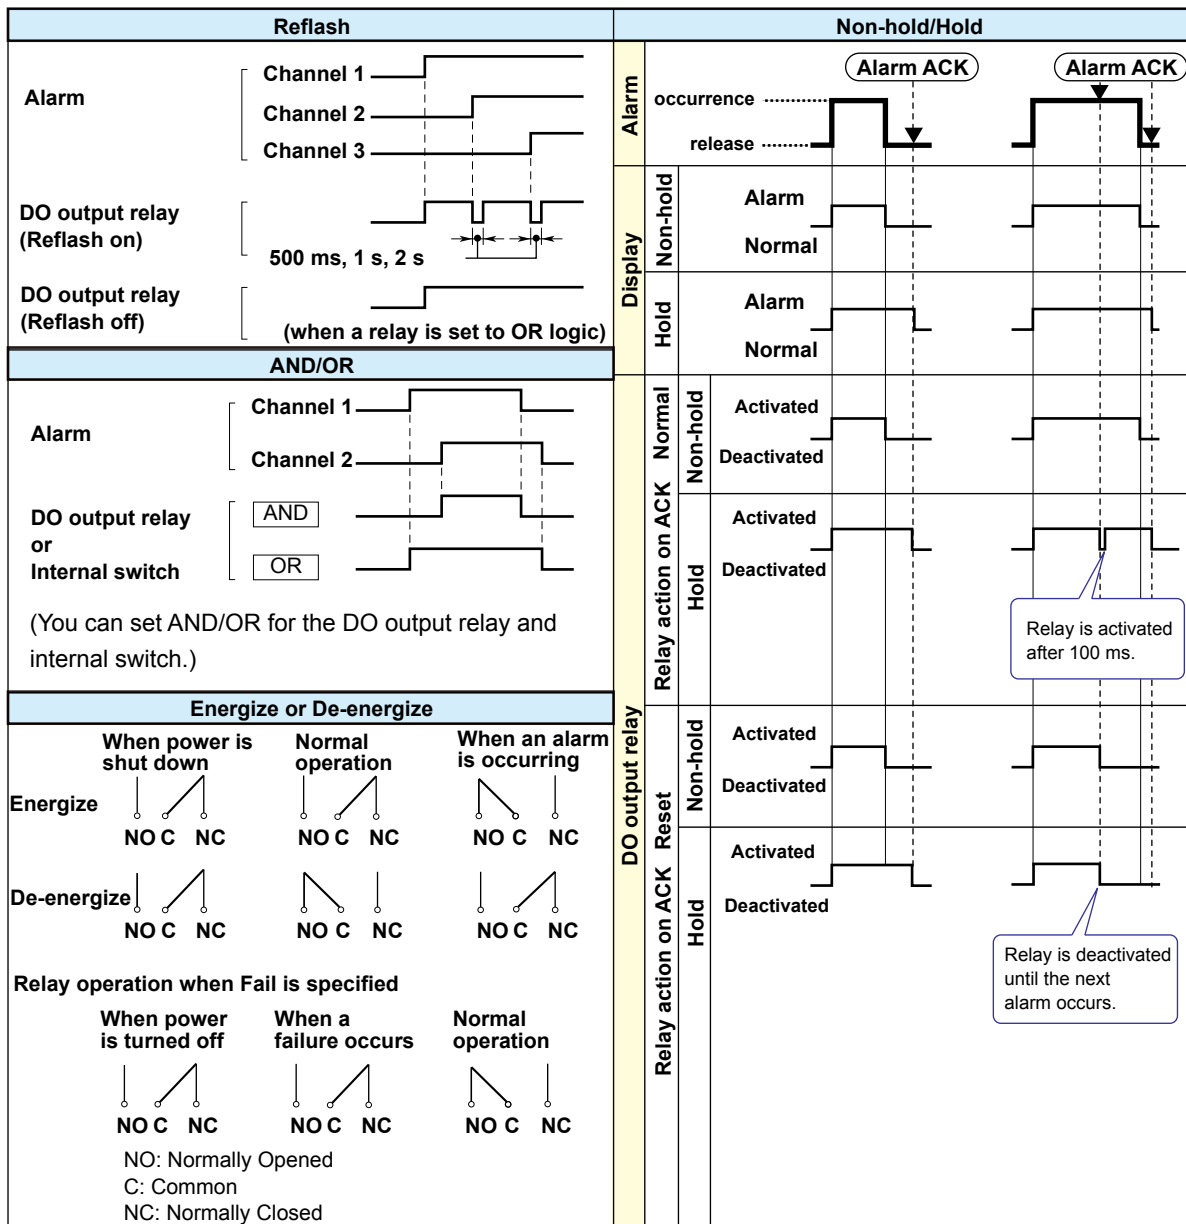 Reflash
Alarm
Channel 1
Channel 2
Channel 3
DO output relay
(Reflash on)
500 ms, 1 s, 2 s
DO output relay
(Reflash off)
(when a relay is set to OR logic)
AND/OR
Alarm
Channel 1
Channel 2
DO output relay
or
Internal switch
AND
OR
(You can set AND/OR for the DO output relay and
internal switch.)
Energize or De-energize
When power is
shut down
Normal
operation
When an alarm
is occurring
Energize
NO C NC
NO C NC
NO C NC
De-energize
NO C NC
NO C NC
NO C NC
Relay operation when Fail is specified
When power
is turned off
When a
failure occurs
Normal
operation
NO C NC
NO C NC
NO C NC
NO: Normally Opened
C: Common
NC: Normally Closed
Non-hold/Hold
Alarm
Alarm ACK
Alarm ACK
occurrence
release
Display
Non-hold
Alarm
Normal
Hold
Alarm
Normal
DO output relay
Relay action on ACK Normal
Non-hold
Activated
Deactivated
Hold
Activated
Deactivated
Relay is activated
after 100 ms.
Relay action on ACK Reset
Non-hold
Activated
Deactivated
Hold
Activated
Deactivated
Relay is deactivated
until the next
alarm occurs.